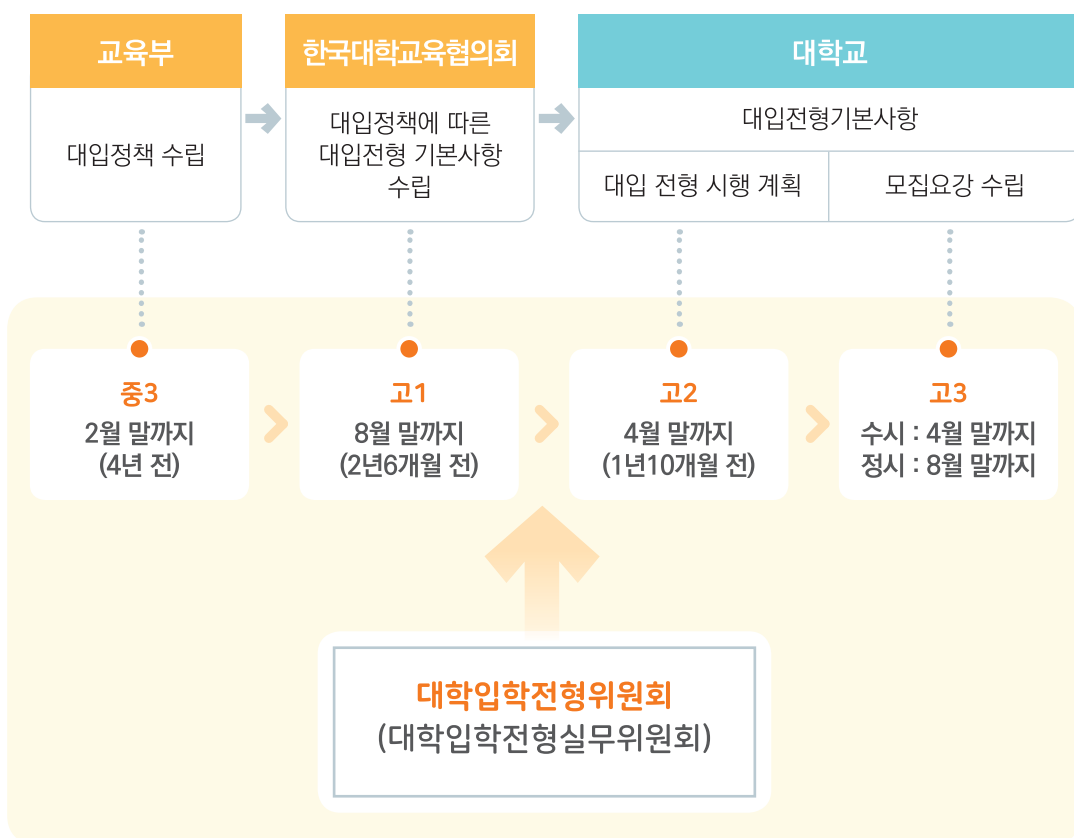 교육부
한국대학교육협의회
대학교
대입정책 수립
대입정책에 따른
대입전형 기본사항
수립
대입전형기본사항
대입 전형 시행 계획
모집요강 수립
중3
2월 말까지
(4년 전)
고1
8월 말까지
(2년6개월 전)
고2
4월 말까지
(1년10개월 전)
고3
수시 : 4월 말까지
정시 : 8월 말까지
대학입학전형위원회
(대학입학전형실무위원회)